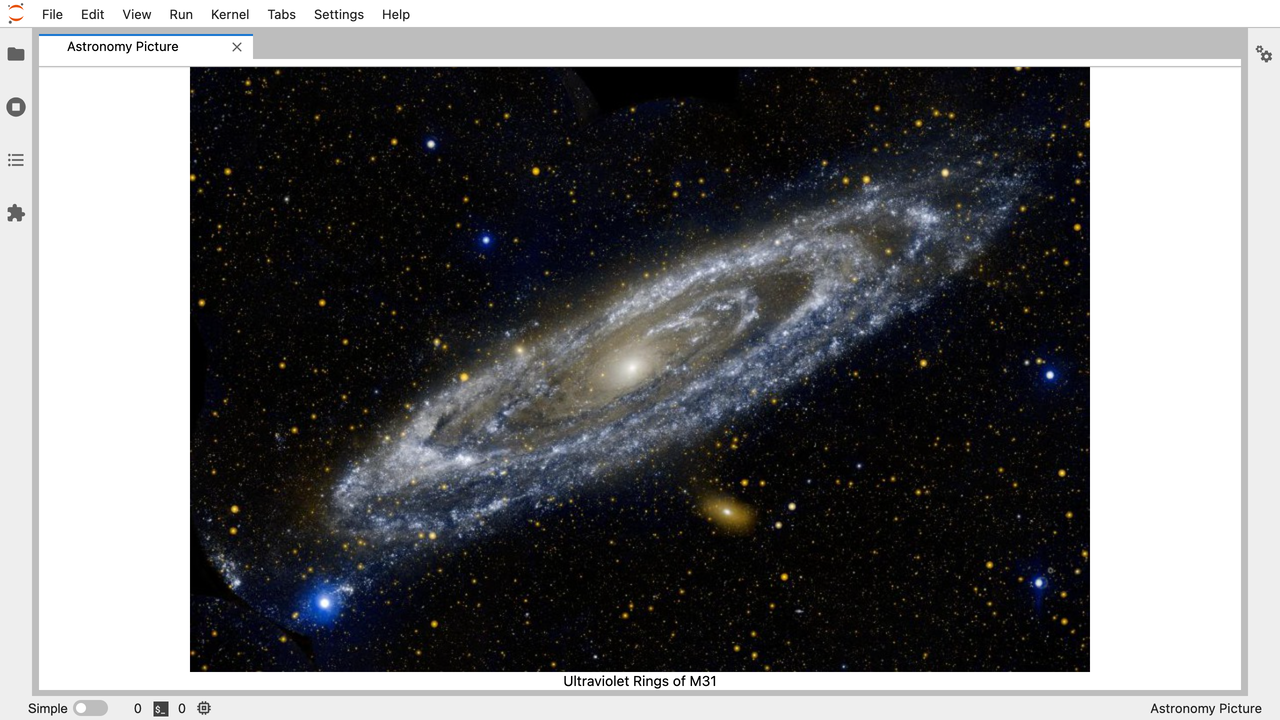 File Edit View Run Kernel Tabs Settings Help
Astronomy Picture
Ultraviolet Rings of M31
Simple 0 $_ 0 Astronomy Picture